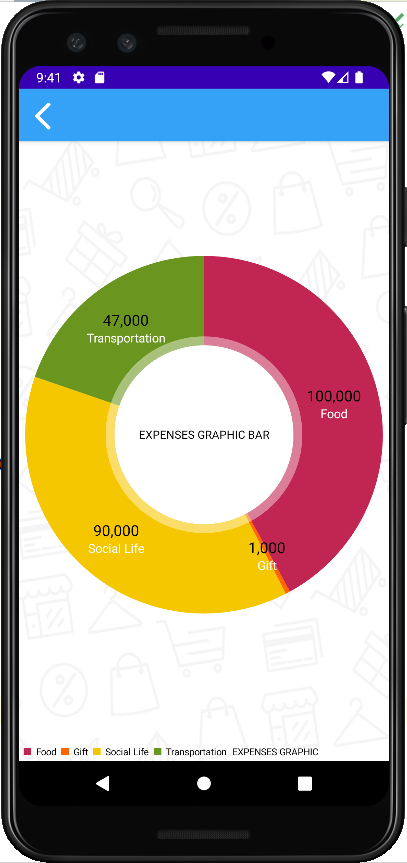 9:41
47,000
Transportation
100,000
Food
EXPENSES GRAPHIC BAR
90,000
Social Life
1,000
Gift
Food Gift Social Life Transportation EXPENSES GRAPHIC